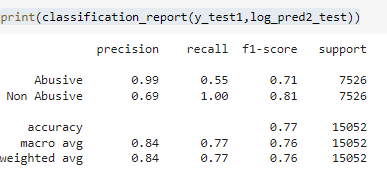 print(classification_report(y_test1,log_pred2_test))
precision recall f1-score support
Abusive 0.99 0.55 0.71 7526
Non Abusive 0.69 1.00 0.81 7526
accuracy 0.77 15052
macro avg 0.84 0.77 0.76 15052
weighted avg 0.84 0.77 0.76 15052